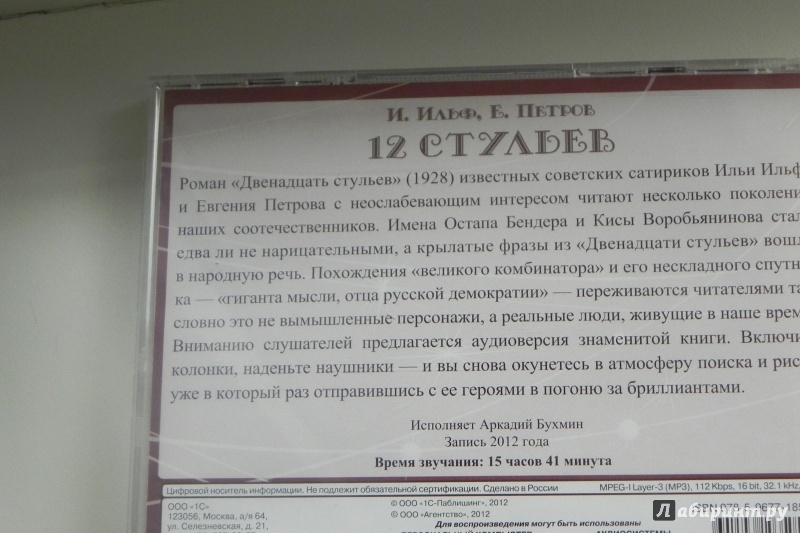 И. Ильф, Е. Петров
12 СТУЛЬЕВ
Роман «Двенадцать стульев» (1928) известных советских сатириков Ильи Ильф
и Евгения Петрова с неослабевающим интересом читают несколько поколени
наших соотечественников. Имена Остапа Бендера и Кисы Воробьянинова стал
едва ли не нарицательными, а крылатые фразы из «Двенадцати стульев» вошл
в народную речь. Похождения «великого комбинатора» и его нескладного спутн
ка — «гиганта мысли, отца русской демократии» — переживаются читателями та
словно это не вымышленные персонажи, а реальные люди, живущие в наше врем
Вниманию слушателей предлагается аудиоверсия знаменитой книги. Включи
колонки, наденьте наушники — и вы снова окунетесь в атмосферу поиска и рис
уже в который раз отправившись с ее героями в погоню за бриллиантами.
Исполняет Аркадий Бухмин
Запись 2012 года
Время звучания: 15 часов 41 минута
Цифровой носитель информации. Не подлежит обязательной сертификации. Сделано в России MPEG-I Layer-3 (MP3), 112 Kbps, 16 bit, 32.1 kHz
ООО «1С»
123056, Москва, а/я 64,
ул. Селезневская, д. 21,
© ООО «1С-Паблишинг», 2012
© ООО «Агентство», 2012
Для воспроизведения могут быть использованы
Лабиринт.ру